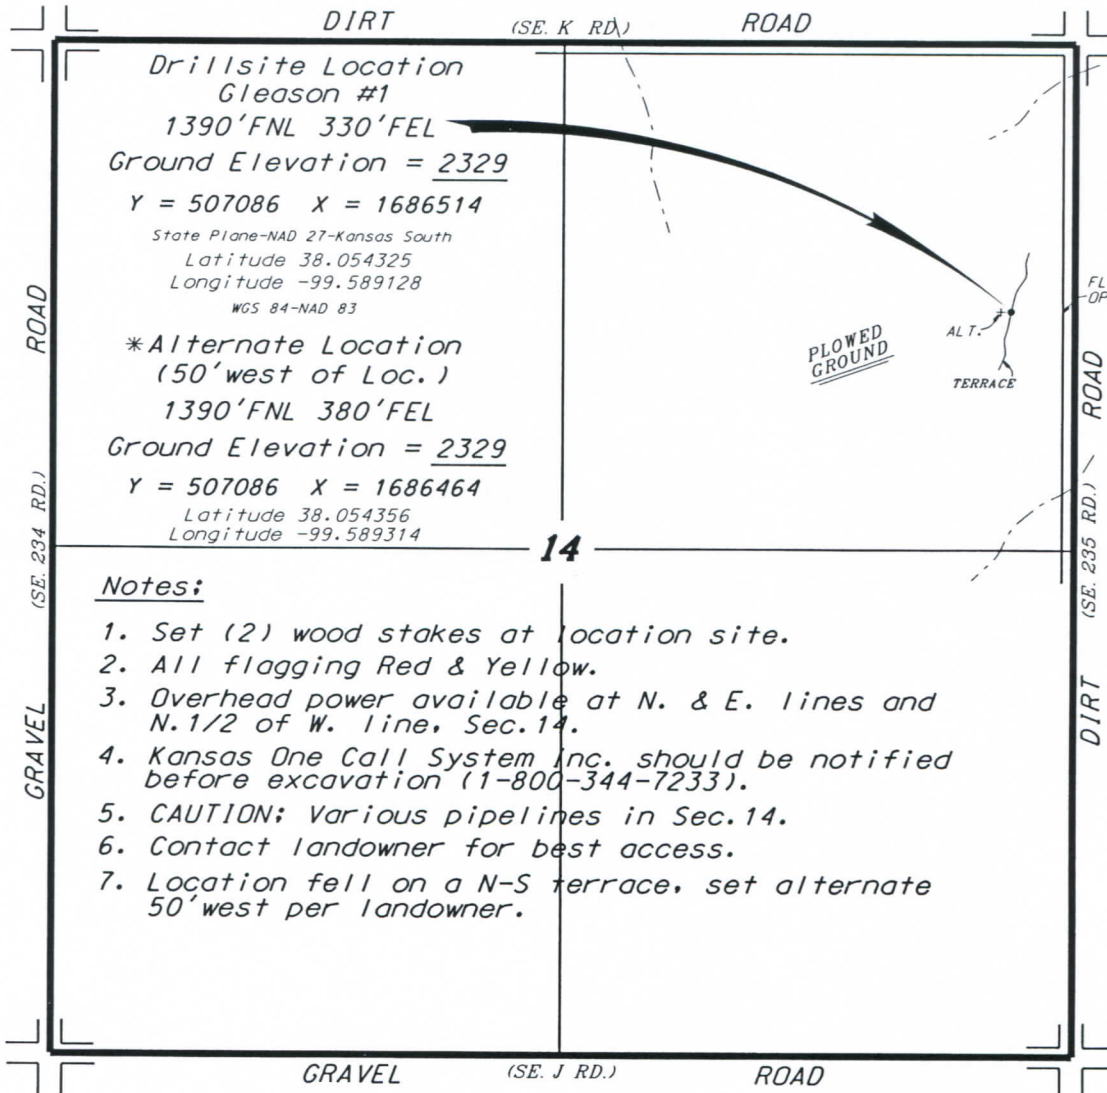 DIRT (SE. K RD.) ROAD
Drillsite Location
Gleason #1
1390'FNL 330'FEL
Ground Elevation = 2329
Y = 507086 X = 1686514
State Plane-NAD 27-Kansas South
Latitude 38.054325
Longitude -99.589128
WGS 84-NAD 83
*Alternate Location
(50'west of Loc.)
1390'FNL 380'FEL
Ground Elevation = 2329
Y = 507086 X = 1686464
Latitude 38.054356
Longitude -99.589314
PLOWED
GROUND
ALT.
TERRACE
FL
OP
14
GRAVEL (SE. 234 RD.) ROAD
DIRT (SE. 235 RD.) ROAD
Notes:
1. Set (2) wood stakes at location site.
2. All flagging Red & Yellow.
3. Overhead power available at N. & E. lines and
N.1/2 of W. line, Sec.14.
4. Kansas One Call System Inc. should be notified
before excavation (1-800-344-7233).
5. CAUTION: Various pipelines in Sec.14.
6. Contact landowner for best access.
7. Location fell on a N-S terrace, set alternate
50'west per landowner.
GRAVEL (SE. J RD.) ROAD